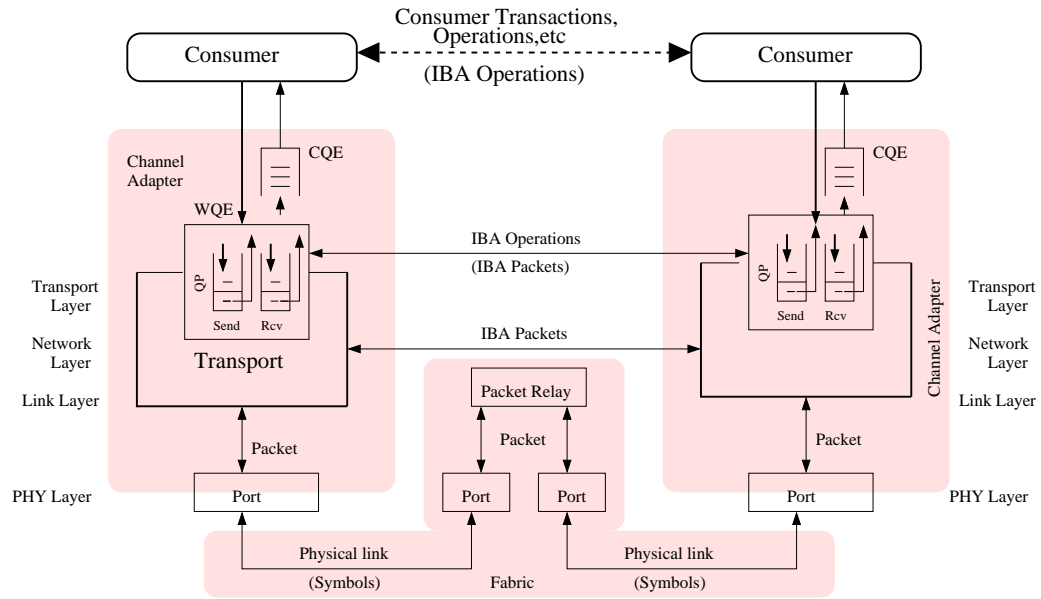 Consumer Transactions,
Operations,etc
(IBA Operations)
Consumer
Consumer
Channel
Adapter
CQE
CQE
WQE
QP
Send
Rcv
IBA Operations
(IBA Packets)
QP
Send
Rcv
Transport
Layer
Transport
Layer
Network
Layer
Transport
IBA Packets
Channel Adapter
Network
Layer
Link Layer
Packet Relay
Link Layer
Packet
Packet
Packet
PHY Layer
Port
Port
Port
Port
PHY Layer
Physical link
(Symbols)
Fabric
Physical link
(Symbols)